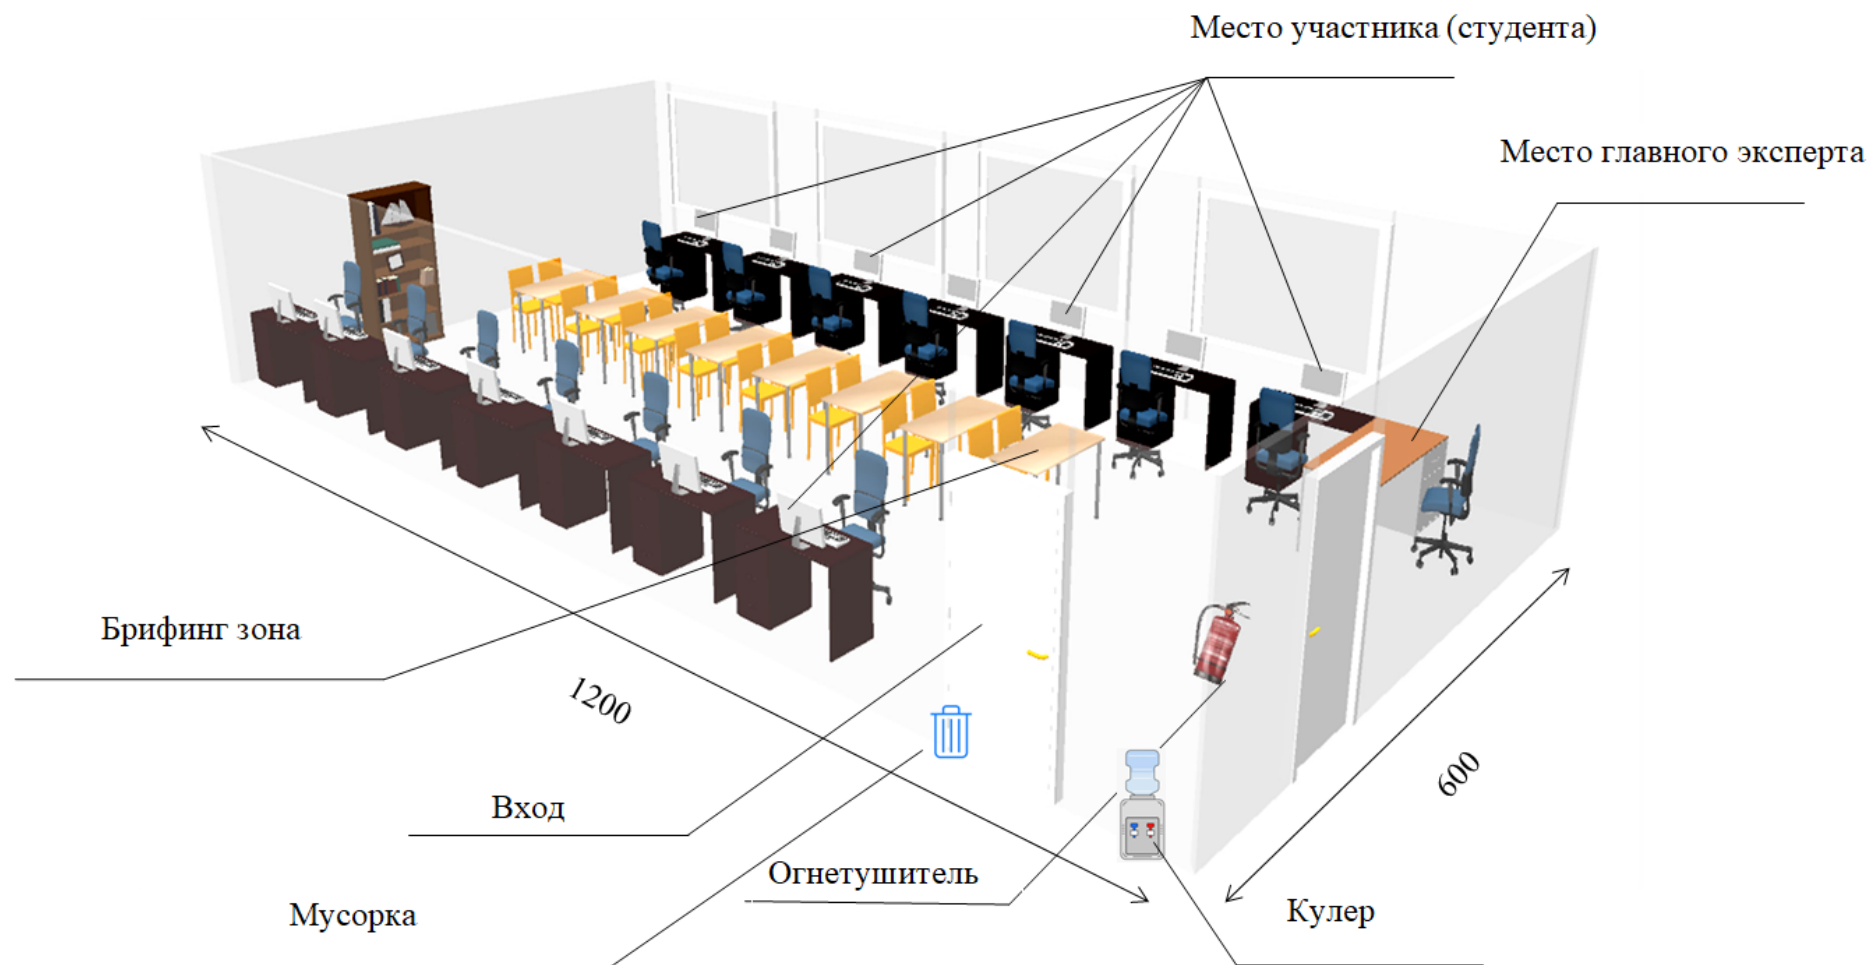 Место участника (студента)
Место главного эксперта
Брифинг зона
1200
600
Вход
Огнетушитель
Мусорка
Кулер